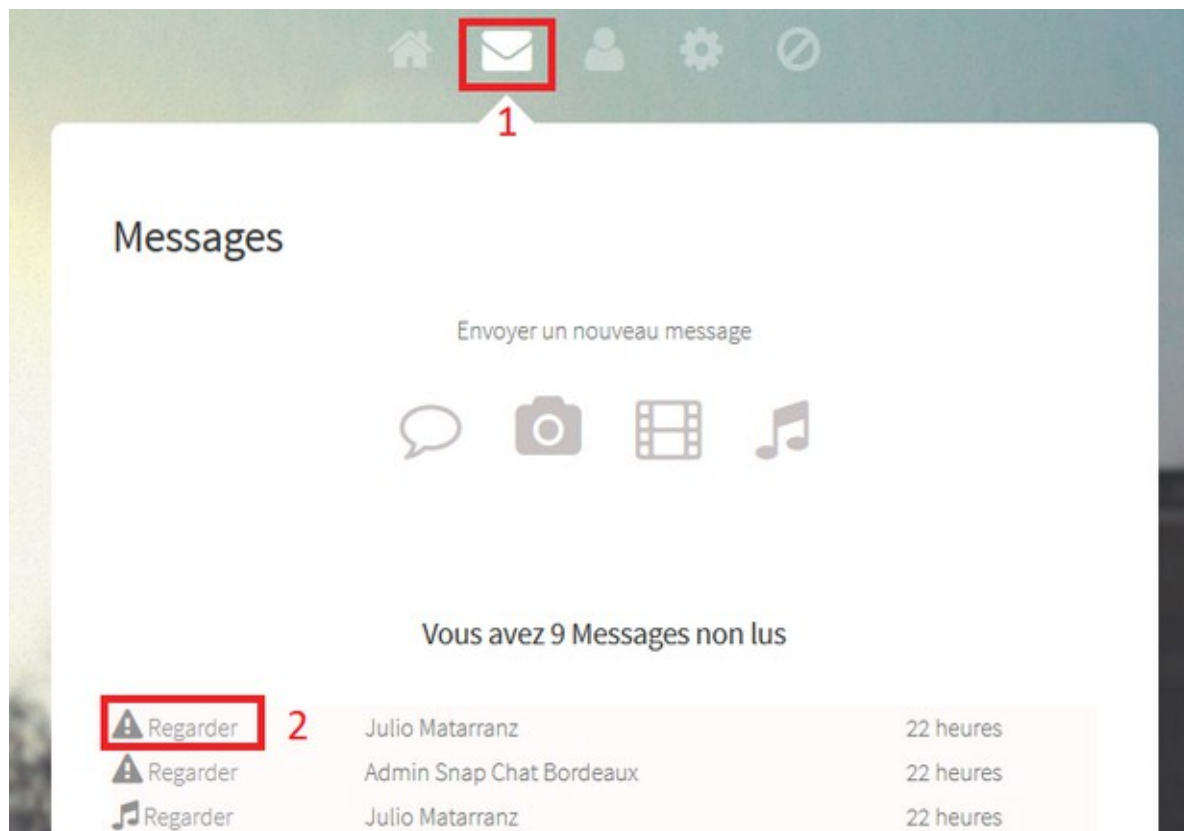 1
Messages
Envoyer un nouveau message
Vous avez 9 Messages non lus
Regarder 2 Julio Matarranz 22 heures
Regarder Admin Snap Chat Bordeaux 22 heures
Regarder Julio Matarranz 22 heures